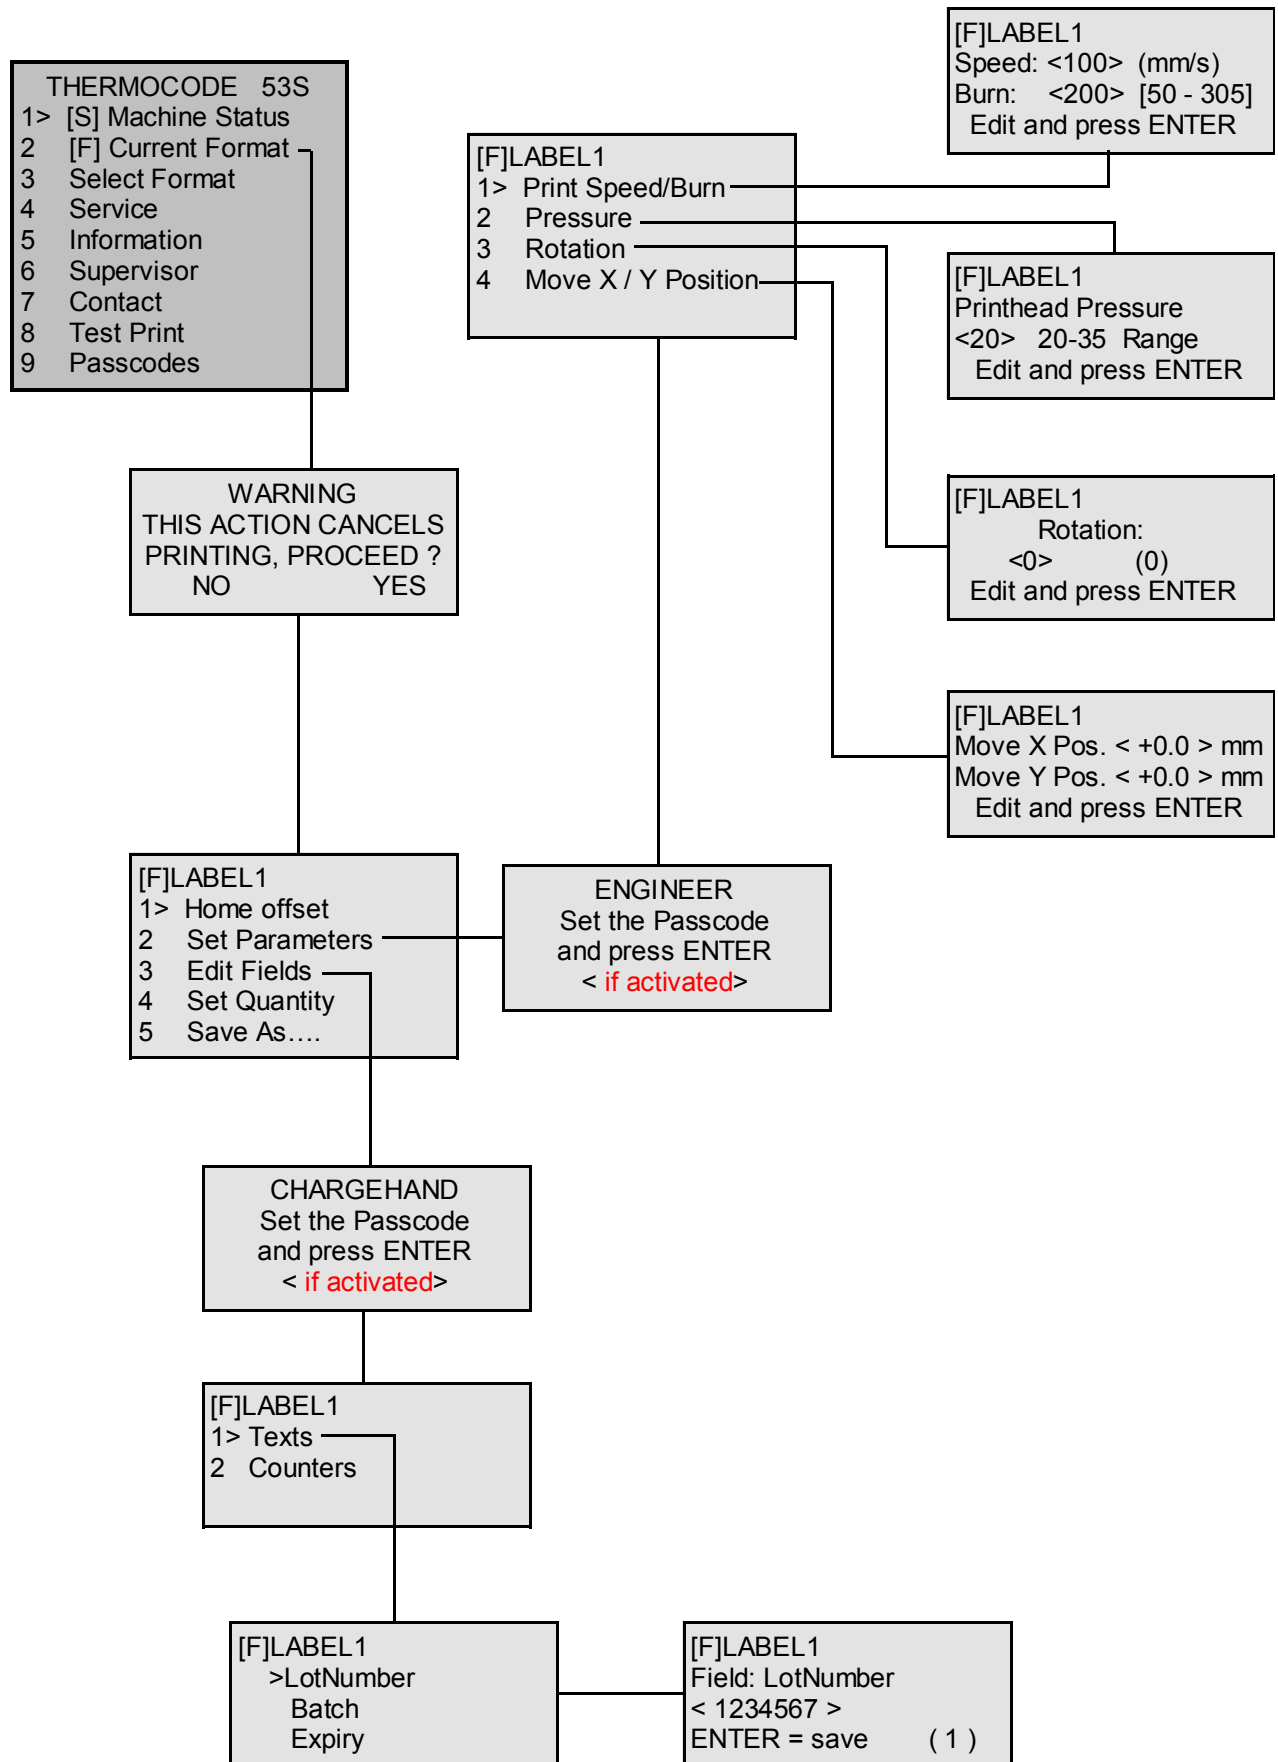 THERMOCODE 53S
1> [S] Machine Status
2 [F] Current Format
3 Select Format
4 Service
5 Information
6 Supervisor
7 Contact
8 Test Print
9 Passcodes
WARNING
THIS ACTION CANCELS
PRINTING, PROCEED ?
NO YES
[F]LABEL1
1> Home offset
2 Set Parameters
3 Edit Fields
4 Set Quantity
5 Save As....
ENGINEER
Set the Passcode
and press ENTER
< if activated>
[F]LABEL1
1> Print Speed/Burn
2 Pressure
3 Rotation
4 Move X / Y Position
[F]LABEL1
Speed: <100> (mm/s)
Burn: <200> [50 - 305]
Edit and press ENTER
[F]LABEL1
Printhead Pressure
<20> 20-35 Range
Edit and press ENTER
[F]LABEL1
Rotation:
<0> (0)
Edit and press ENTER
[F]LABEL1
Move X Pos. < +0.0 > mm
Move Y Pos. < +0.0 > mm
Edit and press ENTER
CHARGEHAND
Set the Passcode
and press ENTER
< if activated>
[F]LABEL1
1> Texts
2 Counters
[F]LABEL1
>LotNumber
Batch
Expiry
[F]LABEL1
Field: LotNumber
< 1234567 >
ENTER = save ( 1 )